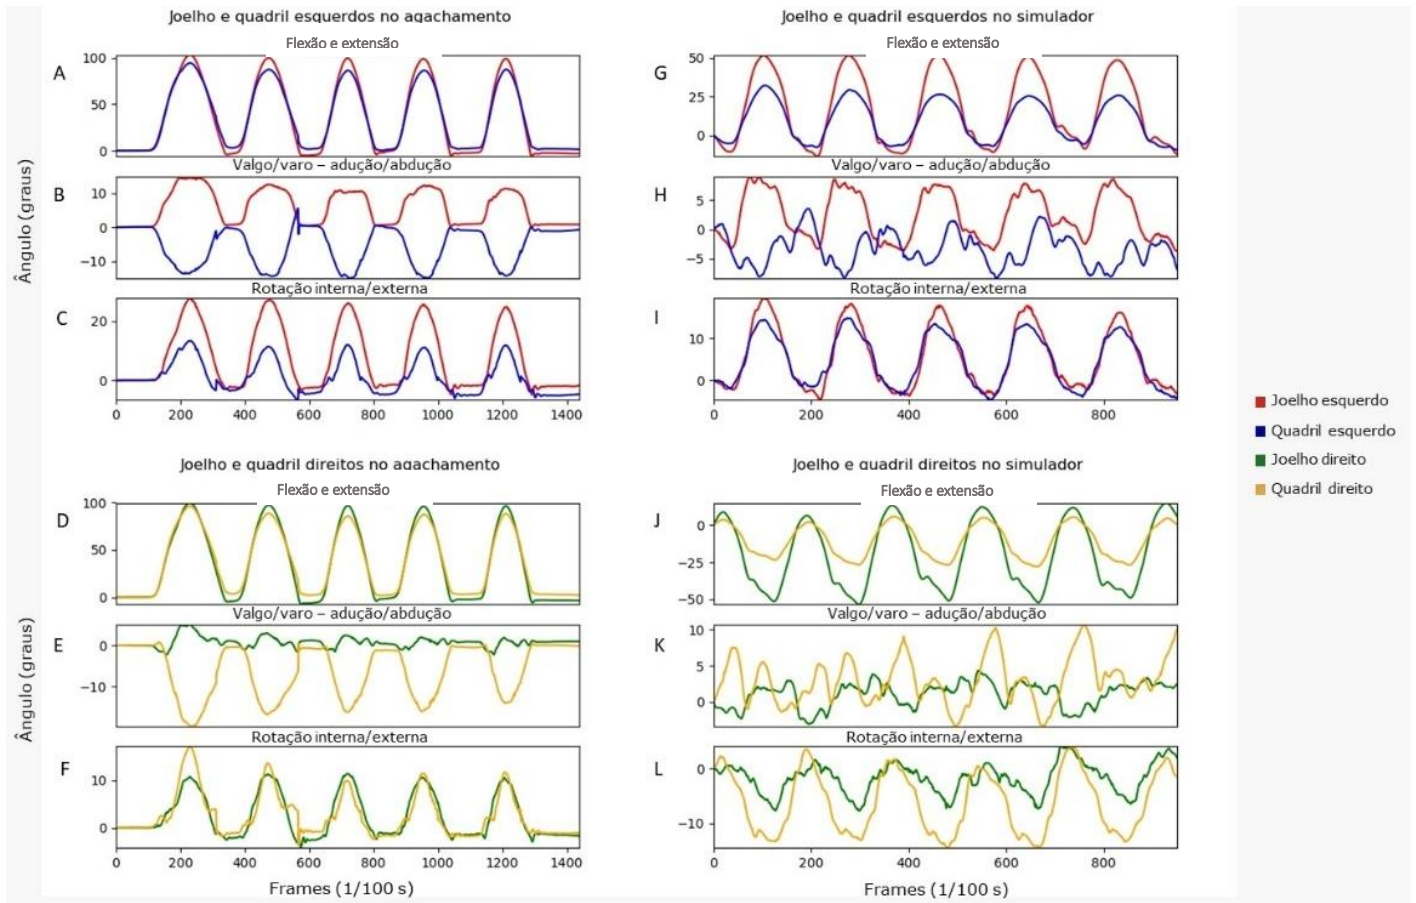 Joelho e quadril esquerdos no agachamento
Flexão e extensão
A
100
50
0
Valgo/varo – adução/abdução
B
10
0
−10
Rotação interna/externa
C
20
0
0 200 400 600 800 1000 1200 1400
Ângulo (graus)
Joelho e quadril esquerdos no simulador
Flexão e extensão
G
50
25
0
Valgo/varo – adução/abdução
H
5
0
−5
Rotação interna/externa
I
10
0
0 200 400 600 800
Joelho esquerdo
Quadril esquerdo
Joelho direito
Quadril direito
Joelho e quadril direitos no agachamento
Flexão e extensão
D
100
50
0
Valgo/varo – adução/abdução
E
0
−10
Rotação interna/externa
F
10
0
0 200 400 600 800 1000 1200 1400
Frames (1/100 s)
Ângulo (graus)
Joelho e quadril direitos no simulador
Flexão e extensão
J
0
−25
−50
Valgo/varo – adução/abdução
K
10
5
0
Rotação interna/externa
L
0
−10
0 200 400 600 800
Frames (1/100 s)